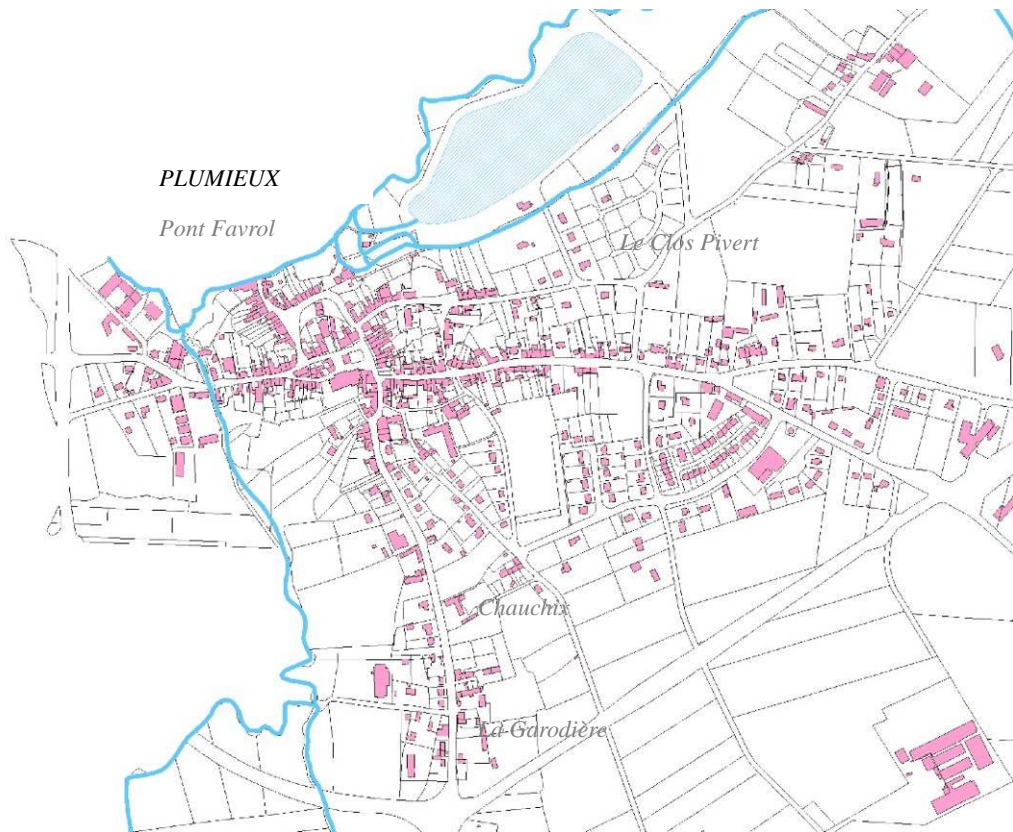 PLUMIEUX
Pont Favrol
Le Clos Pivert
Chauchix
La Garodière